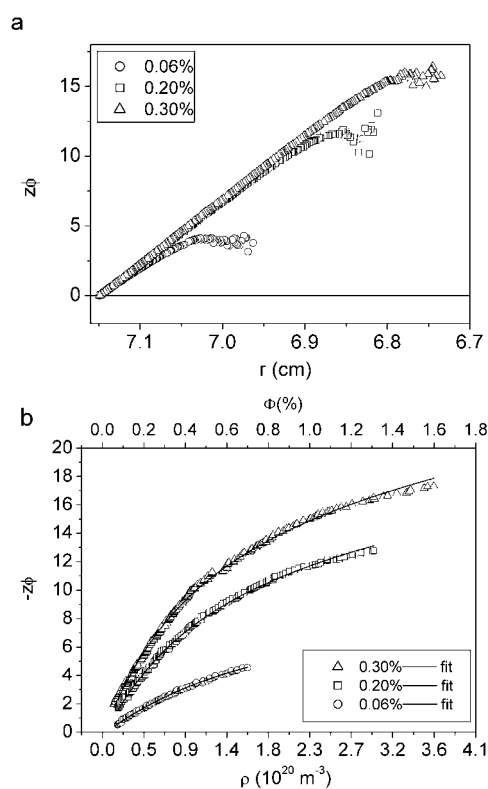 a
0.06%
0.20%
0.30%
15
10
5
0
zϕ
7.1 7.0 6.9 6.8 6.7
r (cm)
b
Φ(%)
0.0 0.2 0.4 0.6 0.8 1.0 1.2 1.4 1.6 1.8
20
18
16
14
12
10
8
6
4
2
0
-zϕ
0.30% fit
0.20% fit
0.06% fit
0.0 0.5 0.9 1.4 1.8 2.3 2.7 3.2 3.6 4.1
ρ (10²⁰ m⁻³)